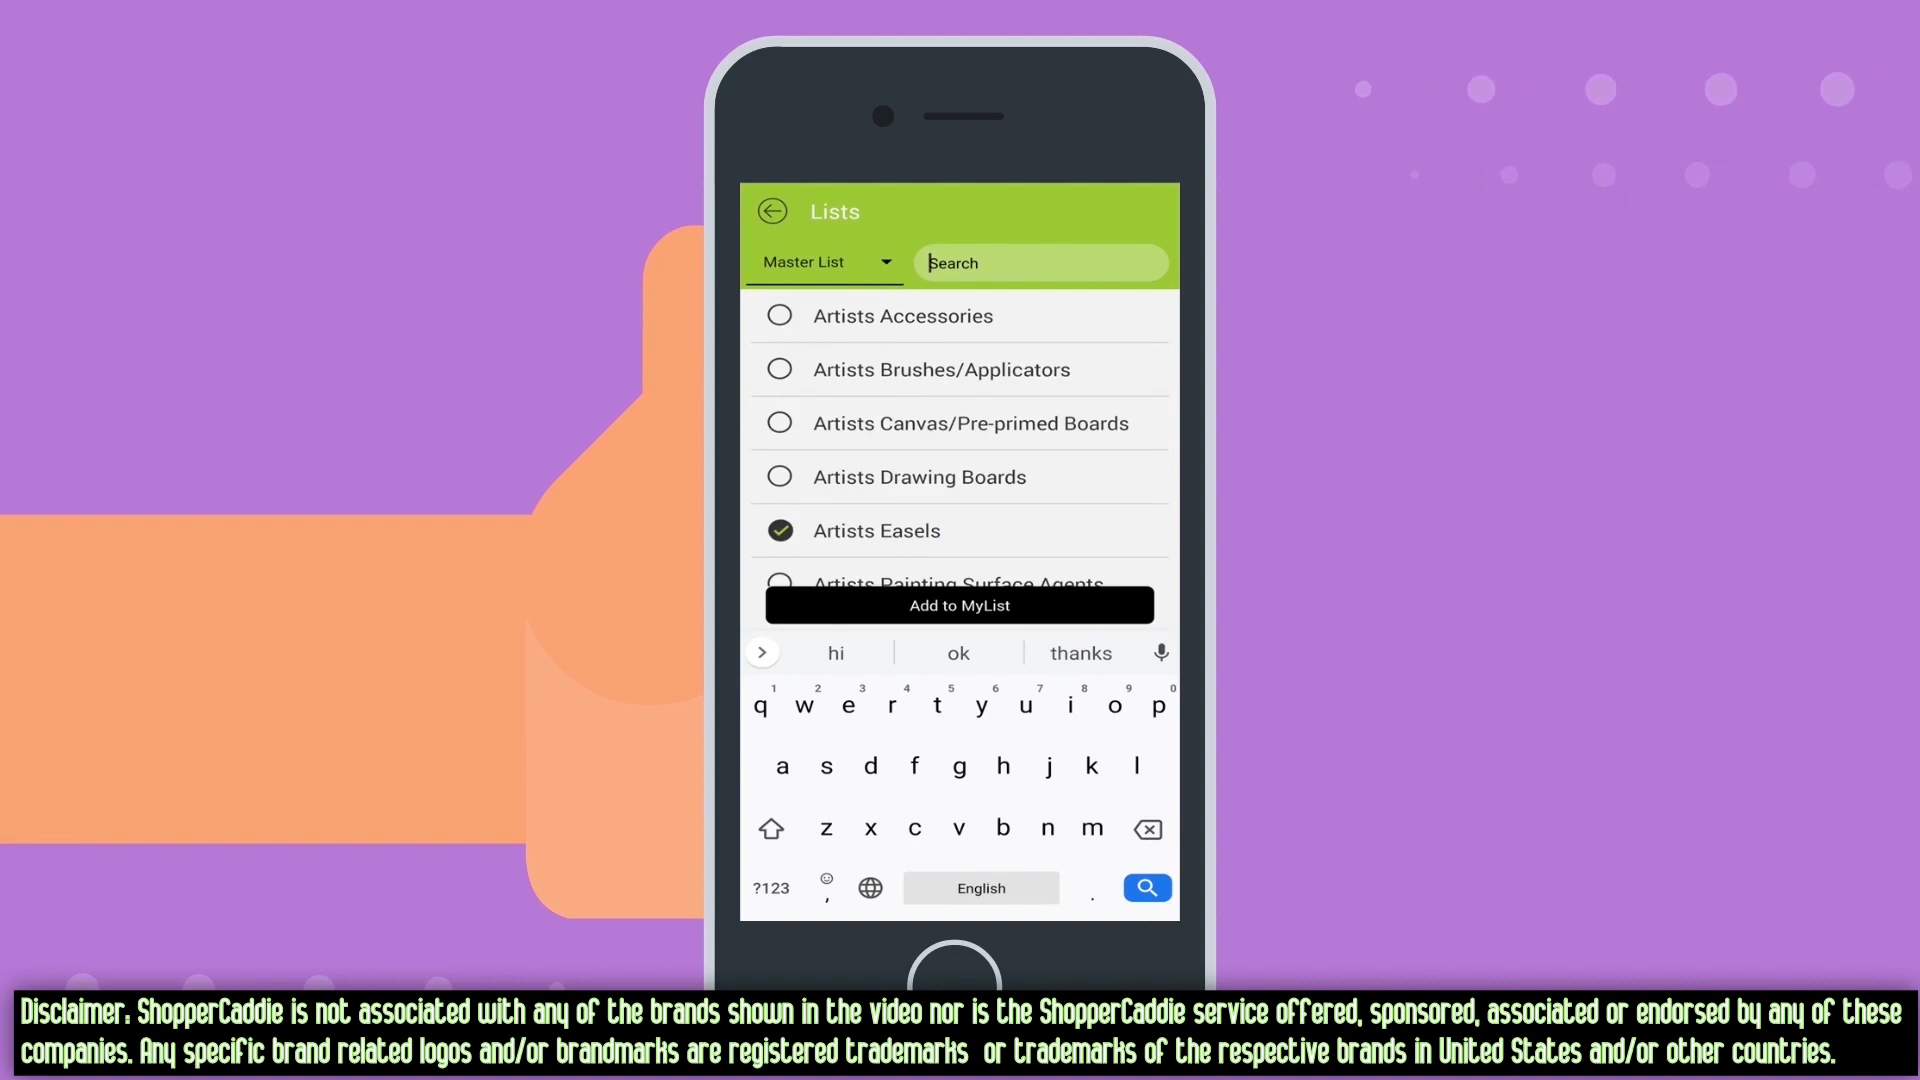 Lists
Master List Search
Artists Accessories
Artists Brushes/Applicators
Artists Canvas/Pre-primed Boards
Artists Drawing Boards
Artists Easels
Artists Painting Surface Agents
Add to MyList
hi ok thanks
1 2 3 4 5 6 7 8 9 0
q w e r t y u i o p
a s d f g h j k l
z x c v b n m
?123 , English .
Disclaimer: ShopperCaddie is not associated with any of the brands shown in the video nor is the ShopperCaddie service offered, sponsored, associated or endorsed by any of these
companies. Any specific brand related logos and/or brandmarks are registered trademarks or trademarks of the respective brands in United States and/or other countries.